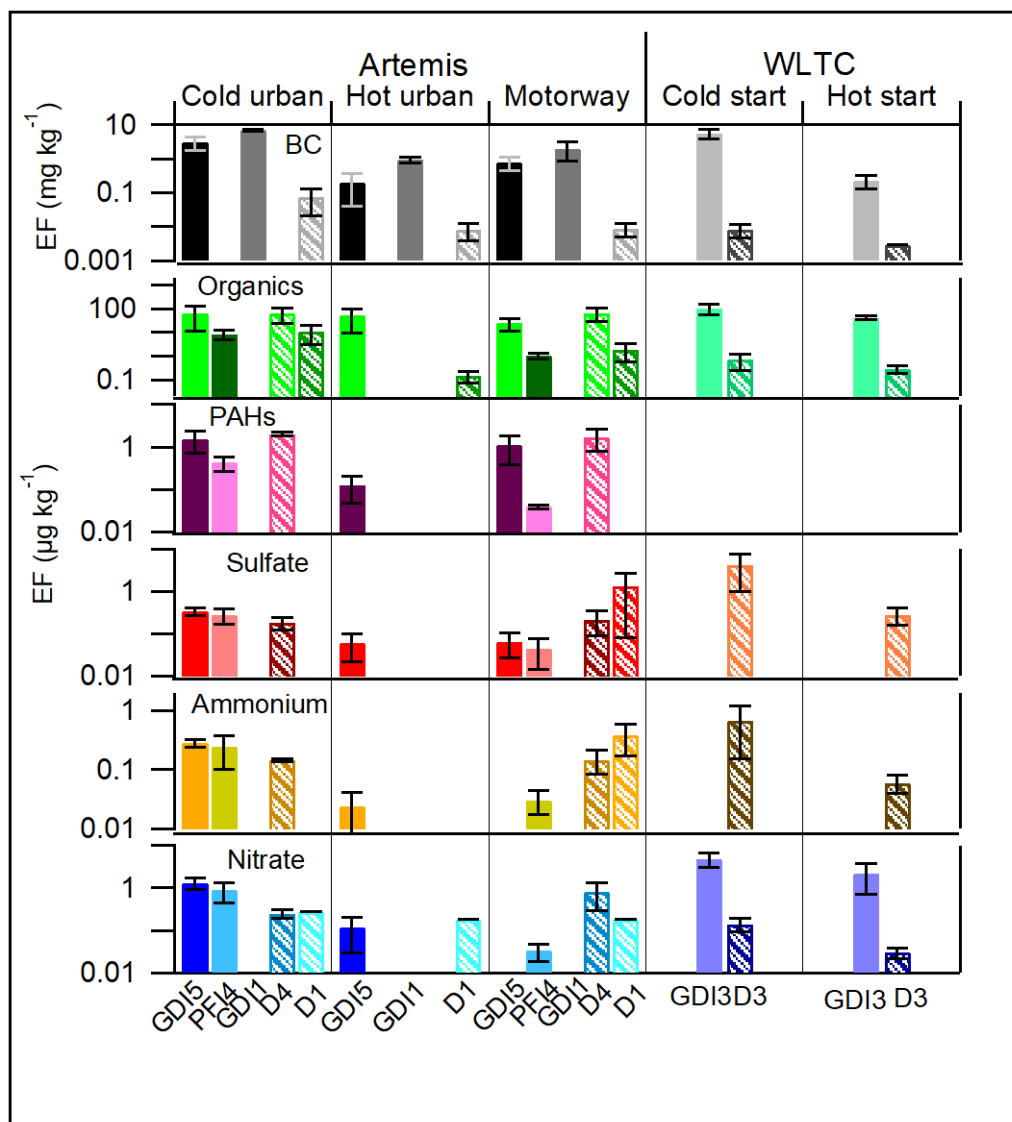 Artemis WLTC
Cold urban Hot urban Motorway Cold start Hot start
EF (mg kg⁻¹)
10
0.1
0.001
BC
EF (µg kg⁻¹)
Organics
100
0.1
PAHs
1
0.01
Sulfate
1
0.01
Ammonium
1
0.1
0.01
Nitrate
1
0.01
GDI5 PFI4 GDI1 D4 D1 GDI5 GDI1 D1 GDI5 PFI4 GDI1 D4 D1 GDI3 D3 GDI3 D3